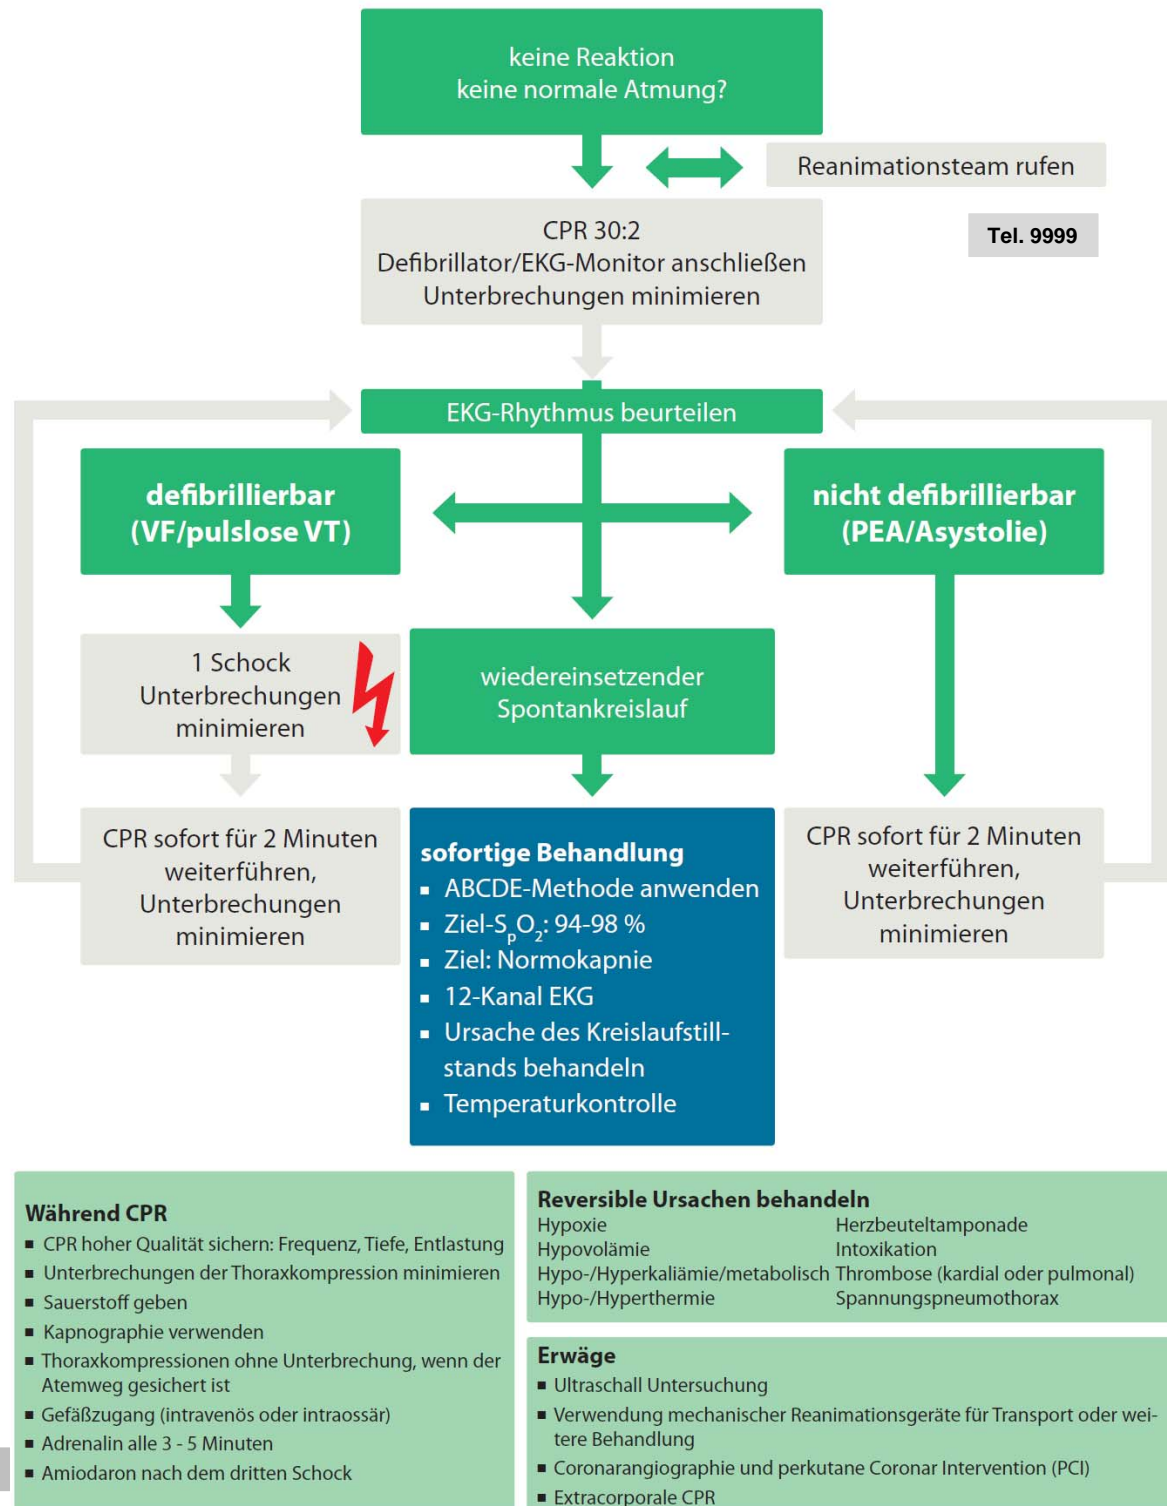 keine Reaktion
keine normale Atmung?
Reanimationsteam rufen
Tel. 9999
CPR 30:2
Defibrillator/EKG-Monitor anschließen
Unterbrechungen minimieren
EKG-Rhythmus beurteilen
defibrillierbar
(VF/pulslose VT)
nicht defibrillierbar
(PEA/Asystolie)
1 Schock
Unterbrechungen
minimieren
wiedereinsetzender
Spontankreislauf
CPR sofort für 2 Minuten
weiterführen,
Unterbrechungen
minimieren
sofortige Behandlung
▪ ABCDE-Methode anwenden
▪ Ziel-SpO2: 94-98 %
▪ Ziel: Normokapnie
▪ 12-Kanal EKG
▪ Ursache des Kreislaufstill-
stands behandeln
▪ Temperaturkontrolle
CPR sofort für 2 Minuten
weiterführen,
Unterbrechungen
minimieren
Während CPR
▪ CPR hoher Qualität sichern: Frequenz, Tiefe, Entlastung
▪ Unterbrechungen der Thoraxkompression minimieren
▪ Sauerstoff geben
▪ Kapnographie verwenden
▪ Thoraxkompressionen ohne Unterbrechung, wenn der
Atemweg gesichert ist
▪ Gefäßzugang (intravenös oder intraossär)
▪ Adrenalin alle 3 - 5 Minuten
▪ Amiodaron nach dem dritten Schock
Reversible Ursachen behandeln
Hypoxie Herzbeuteltamponade
Hypovolämie Intoxikation
Hypo-/Hyperkaliämie/metabolisch Thrombose (kardial oder pulmonal)
Hypo-/Hyperthermie Spannungspneumothorax
Erwäge
▪ Ultraschall Untersuchung
▪ Verwendung mechanischer Reanimationsgeräte für Transport oder wei-
tere Behandlung
▪ Coronarangiographie und perkutane Coronar Intervention (PCI)
▪ Extracorporale CPR